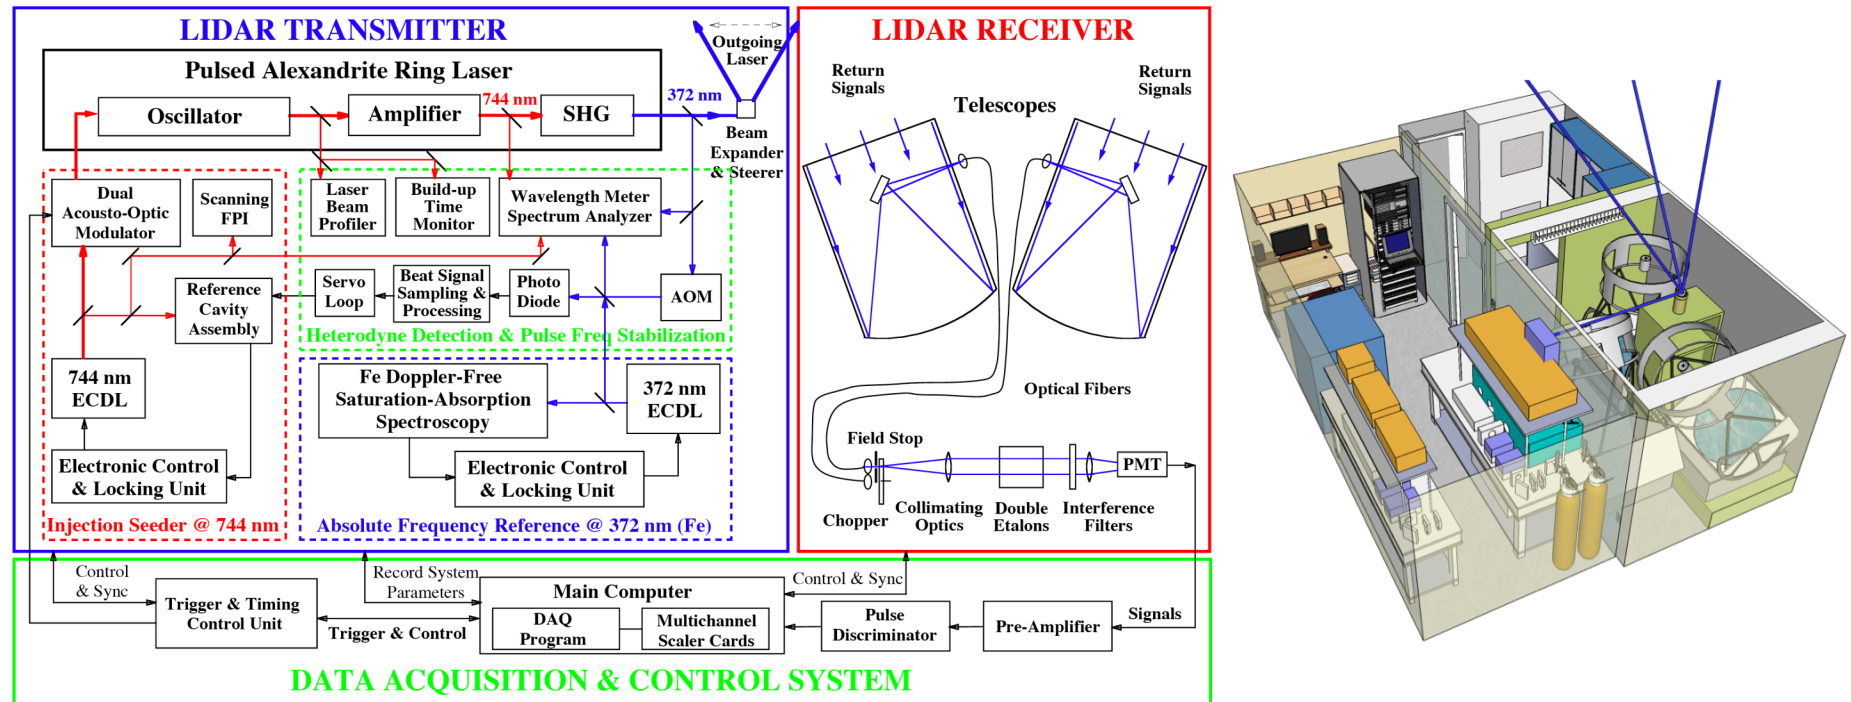 LIDAR TRANSMITTER
Outgoing
Laser
Pulsed Alexandrite Ring Laser
Oscillator
Amplifier
744 nm
SHG
372 nm
Beam
Expander
& Steerer
Dual
Acousto-Optic
Modulator
Scanning
FPI
Laser
Beam
Profiler
Build-up
Time
Monitor
Wavelength Meter
Spectrum Analyzer
Reference
Cavity
Assembly
Servo
Loop
Beat Signal
Sampling &
Processing
Photo
Diode
AOM
Heterodyne Detection & Pulse Freq Stabilization
744 nm
ECDL
Electronic Control
& Locking Unit
Injection Seeder @ 744 nm
Fe Doppler-Free
Saturation-Absorption
Spectroscopy
372 nm
ECDL
Electronic Control
& Locking Unit
Absolute Frequency Reference @ 372 nm (Fe)
LIDAR RECEIVER
Return
Signals
Telescopes
Return
Signals
Optical Fibers
Field Stop
PMT
Chopper
Collimating
Optics
Double
Etalons
Interference
Filters
Control
& Sync
Record System
Parameters
Control & Sync
Trigger & Timing
Control Unit
Trigger & Control
Main Computer
DAQ
Program
Multichannel
Scaler Cards
Pulse
Discriminator
Pre-Amplifier
Signals
DATA ACQUISITION & CONTROL SYSTEM